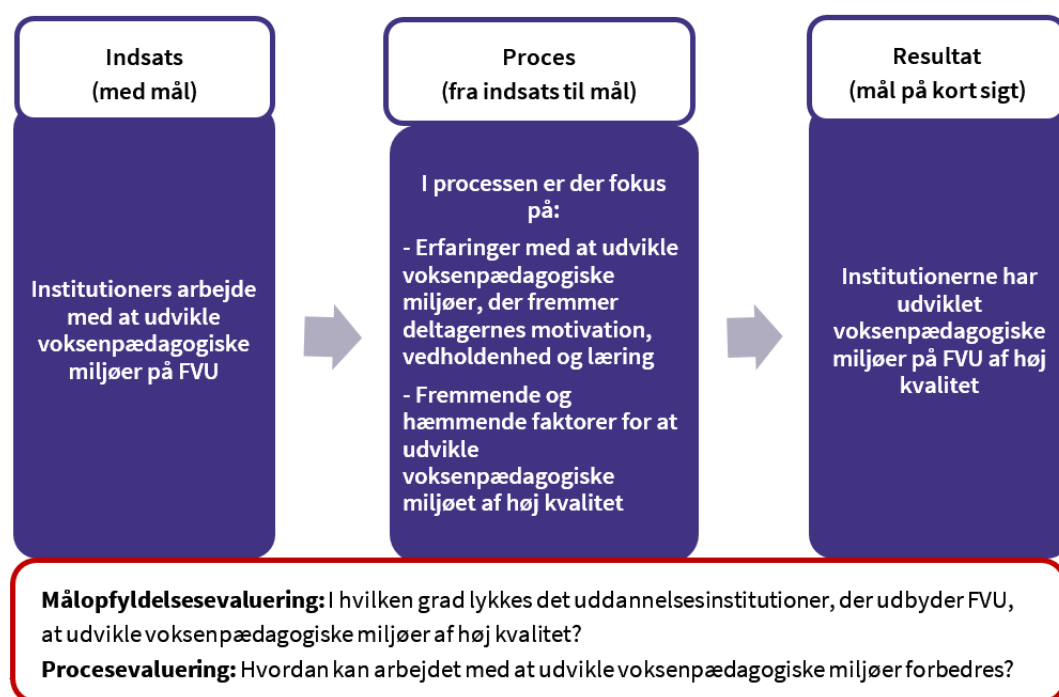 Indsats
(med mål)
Institutioners arbejde
med at udvikle
voksenpædagogiske
miljøer på FVU
Proces
(fra indsats til mål)
I processen er der fokus
på:
- Erfaringer med at udvikle
voksenpædagogiske
miljøer, der fremmer
deltagernes motivation,
vedholdenhed og læring
- Fremmende og
hæmmende faktorer for at
udvikle
voksenpædagogiske
miljøet af høj kvalitet
Resultat
(mål på kort sigt)
Institutionerne har
udviklet
voksenpædagogiske
miljøer på FVU af høj
kvalitet
Målopfyldelsesevaluering: I hvilken grad lykkes det uddannelsesinstitutioner, der udbyder FVU,
at udvikle voksenpædagogiske miljøer af høj kvalitet?
Procesevaluering: Hvordan kan arbejdet med at udvikle voksenpædagogiske miljøer forbedres?